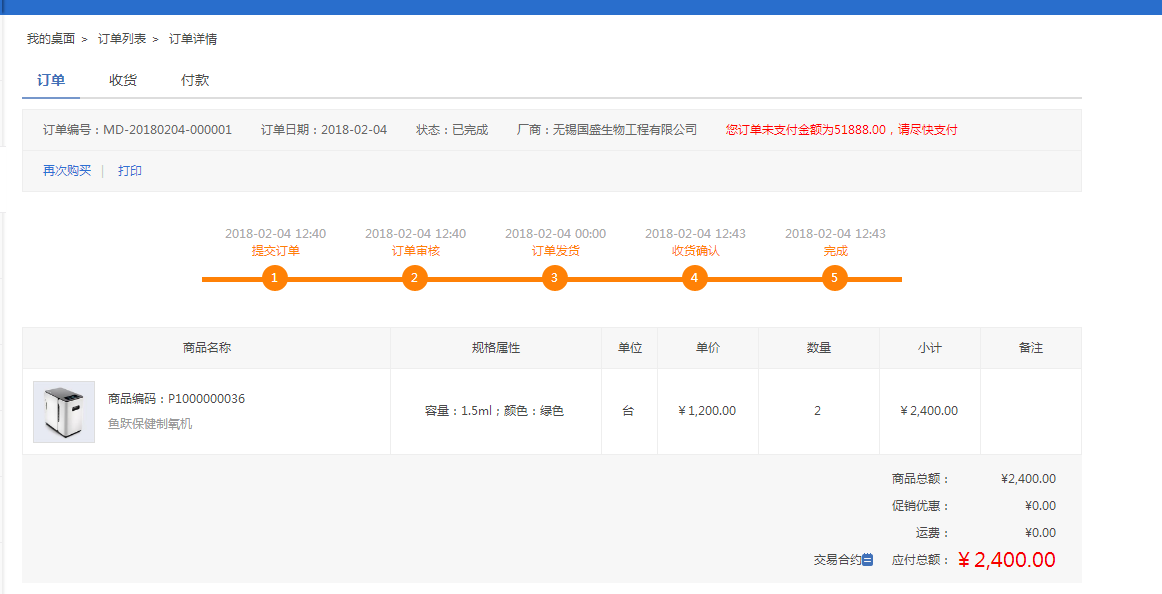 我的桌面 > 订单列表 > 订单详情
订单 收货 付款
订单编号：MD-20180204-000001 订单日期：2018-02-04 状态：已完成 厂商：无锡国盛生物工程有限公司 您订单未支付金额为51888.00，请尽快支付
再次购买 | 打印
2018-02-04 12:40 2018-02-04 12:40 2018-02-04 00:00 2018-02-04 12:43 2018-02-04 12:43
提交订单 订单审核 订单发货 收货确认 完成
1 2 3 4 5
商品名称 规格属性 单位 单价 数量 小计 备注
商品编码：P1000000036
鱼跃保健制氧机
容量：1.5ml；颜色：绿色 台 ¥1,200.00 2 ¥2,400.00
商品总额： ¥2,400.00
促销优惠： ¥0.00
运费： ¥0.00
交易合约 应付总额： ¥2,400.00